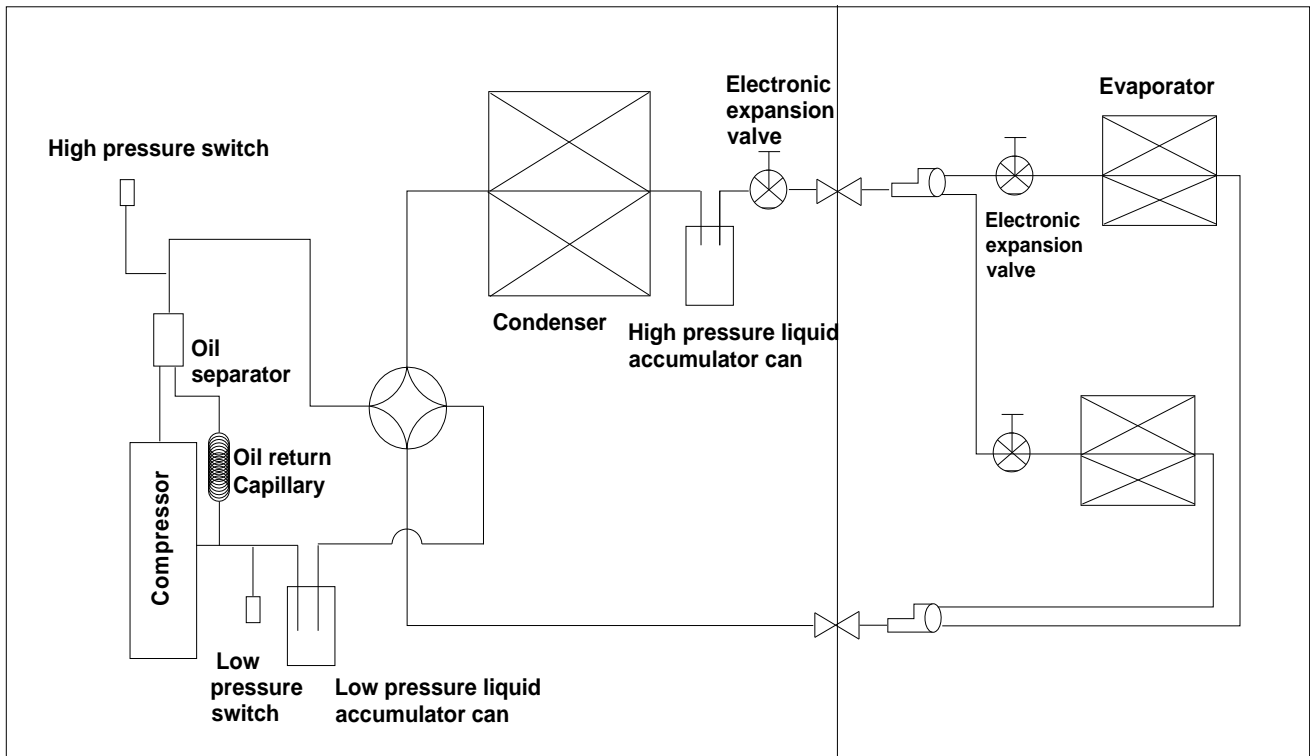 Electronic
expansion
valve
Evaporator
High pressure switch
Electronic
expansion
valve
Condenser
High pressure liquid
accumulator can
Oil
separator
Oil return
Capillary
Compressor
Low
pressure
switch
Low pressure liquid
accumulator can